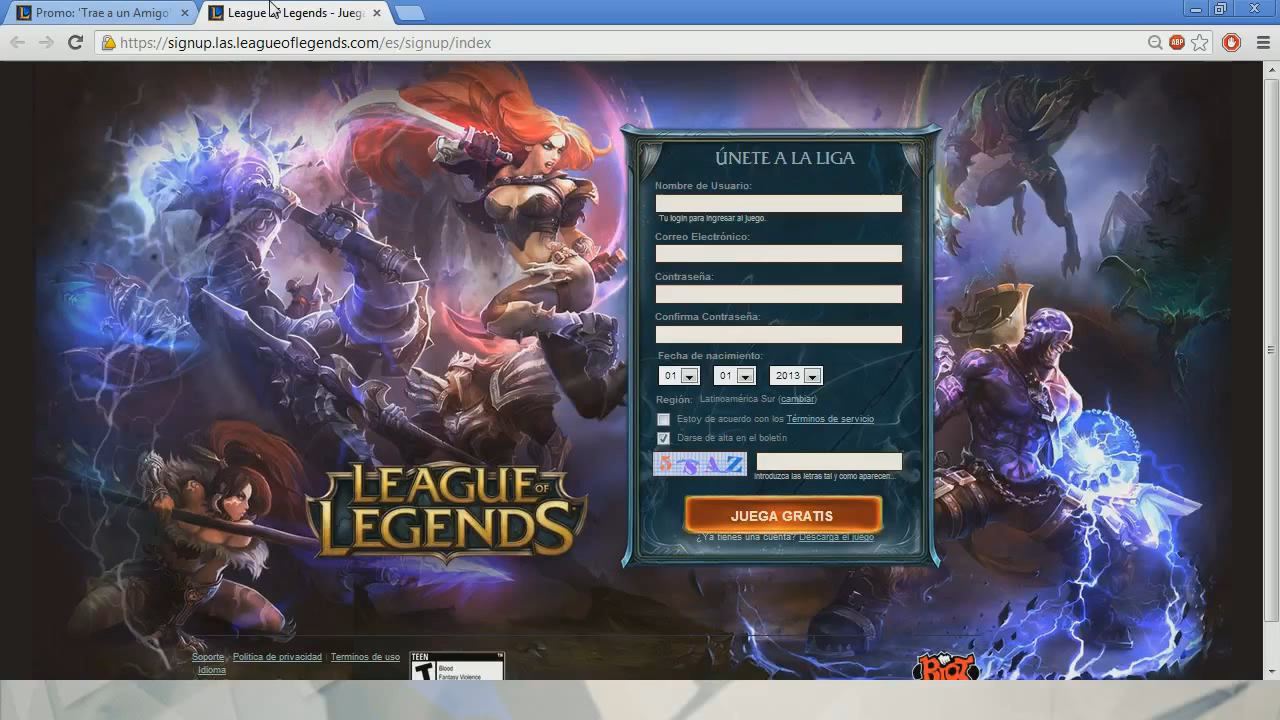 Promo: 'Trae a un Amigo'
League of Legends - Jueg
https://signup.las.leagueoflegends.com/es/signup/index
ABP
ÚNETE A LA LIGA
Nombre de Usuario:
Tu login para ingresar al juego.
Correo Electrónico:
Contraseña:
Confirma Contraseña:
Fecha de nacimiento:
01 01 2013
Región: Latinoamérica Sur (cambiar)
Estoy de acuerdo con los Términos de servicio
Darse de alta en el boletín
Introduzca las letras tal y como aparecen...
JUEGA GRATIS
¿Ya tienes una cuenta? Descarga el juego
LEAGUE OF
LEGENDS
Soporte | Política de privacidad | Terminos de uso
| Idioma
TEEN
T
Blood
Fantasy Violence
RIOT